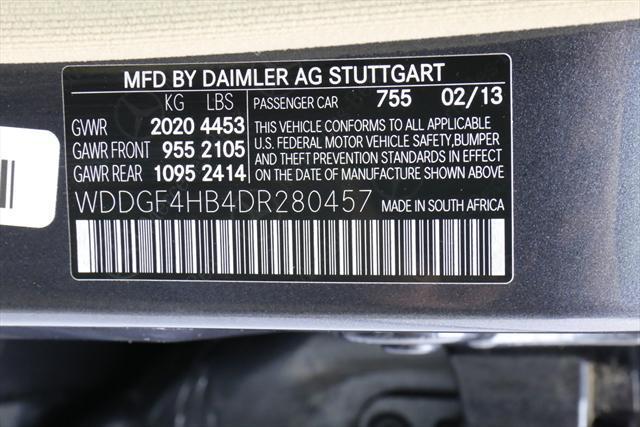 MFD BY DAIMLER AG STUTTGART
KG LBS PASSENGER CAR 755 02/13
GWR 2020 4453
GAWR FRONT 955 2105
GAWR REAR 1095 2414
THIS VEHICLE CONFORMS TO ALL APPLICABLE
U.S. FEDERAL MOTOR VEHICLE SAFETY,BUMPER
AND THEFT PREVENTION STANDARDS IN EFFECT
ON THE DATE OF MANUFACTURE SHOWN ABOVE
WDDGF4HB4DR280457 MADE IN SOUTH AFRICA